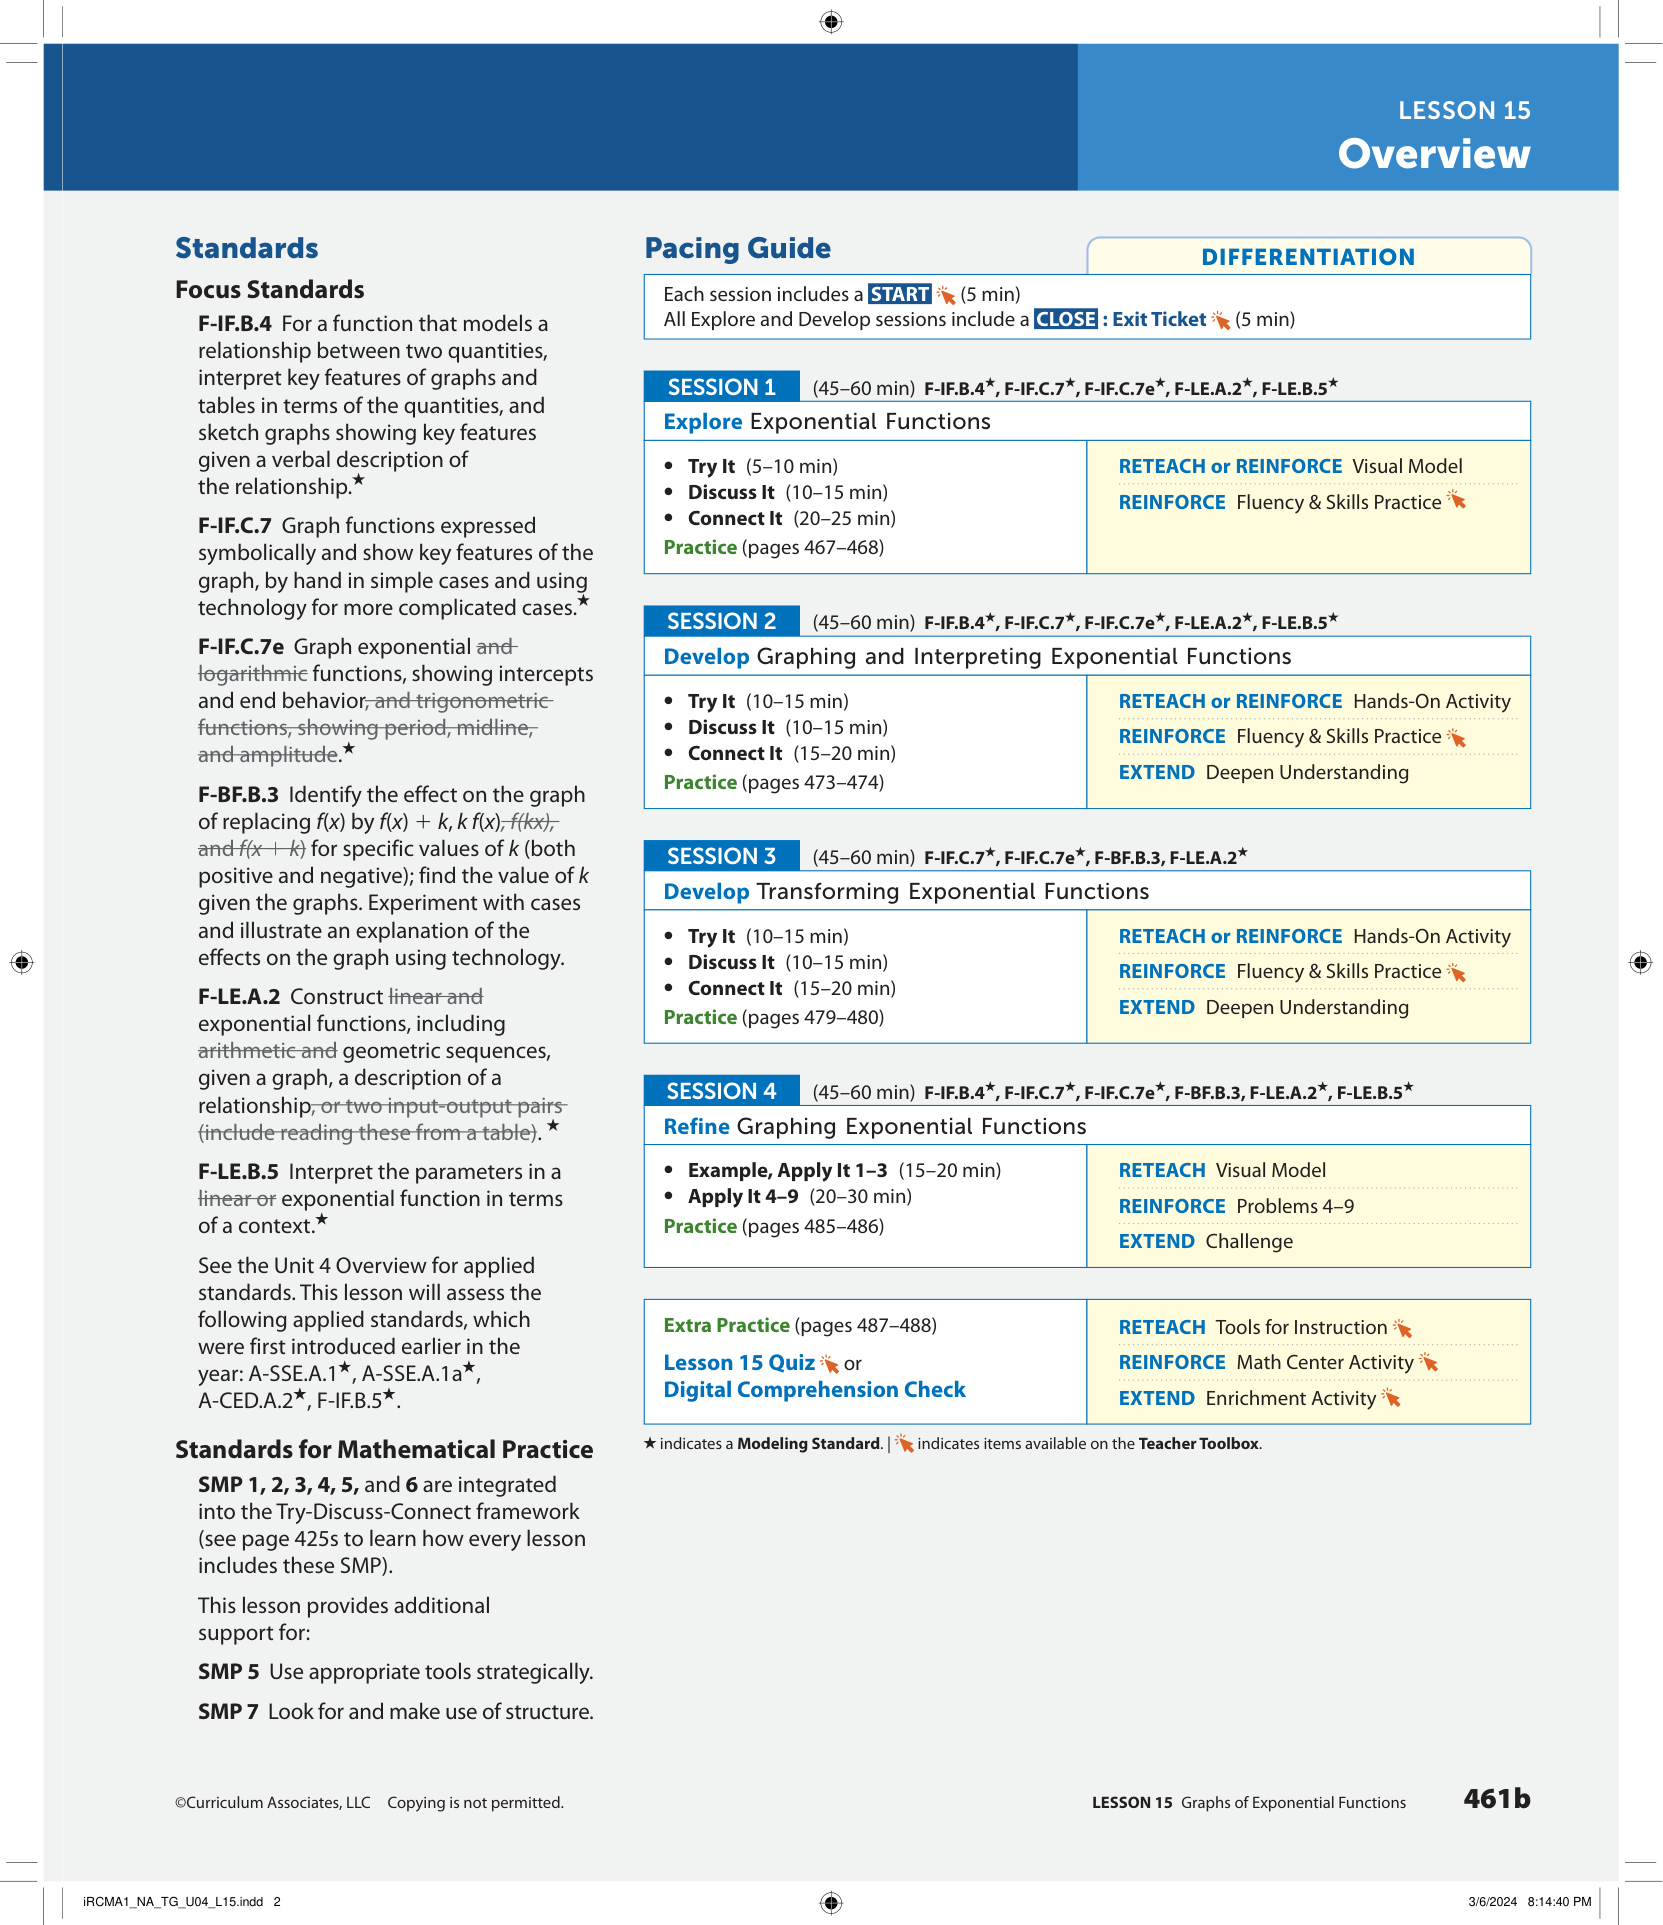 LESSON 15
Overview
Standards
Focus Standards
F-IF.B.4 For a function that models a
relationship between two quantities,
interpret key features of graphs and
tables in terms of the quantities, and
sketch graphs showing key features
given a verbal description of
the relationship.★
F-IF.C.7 Graph functions expressed
symbolically and show key features of the
graph, by hand in simple cases and using
technology for more complicated cases.★
F-IF.C.7e Graph exponential and
logarithmic functions, showing intercepts
and end behavior, and trigonometric
functions, showing period, midline,
and amplitude.★
F-BF.B.3 Identify the effect on the graph
of replacing f(x) by f(x) + k, k f(x), f(kx),
and f(x + k) for specific values of k (both
positive and negative); find the value of k
given the graphs. Experiment with cases
and illustrate an explanation of the
effects on the graph using technology.
F-LE.A.2 Construct linear and
exponential functions, including
arithmetic and geometric sequences,
given a graph, a description of a
relationship, or two input-output pairs
(include reading these from a table). ★
F-LE.B.5 Interpret the parameters in a
linear or exponential function in terms
of a context.★
See the Unit 4 Overview for applied
standards. This lesson will assess the
following applied standards, which
were first introduced earlier in the
year: A-SSE.A.1★, A-SSE.A.1a★,
A-CED.A.2★, F-IF.B.5★.
Standards for Mathematical Practice
SMP 1, 2, 3, 4, 5, and 6 are integrated
into the Try-Discuss-Connect framework
(see page 425s to learn how every lesson
includes these SMP).
This lesson provides additional
support for:
SMP 5 Use appropriate tools strategically.
SMP 7 Look for and make use of structure.
Pacing Guide
DIFFERENTIATION
Each session includes a START (5 min)
All Explore and Develop sessions include a CLOSE : Exit Ticket (5 min)
SESSION 1 (45–60 min) F-IF.B.4★, F-IF.C.7★, F-IF.C.7e★, F-LE.A.2★, F-LE.B.5★
Explore Exponential Functions
• Try It (5–10 min)
• Discuss It (10–15 min)
• Connect It (20–25 min)
Practice (pages 467–468)
RETEACH or REINFORCE Visual Model
REINFORCE Fluency & Skills Practice
SESSION 2 (45–60 min) F-IF.B.4★, F-IF.C.7★, F-IF.C.7e★, F-LE.A.2★, F-LE.B.5★
Develop Graphing and Interpreting Exponential Functions
• Try It (10–15 min)
• Discuss It (10–15 min)
• Connect It (15–20 min)
Practice (pages 473–474)
RETEACH or REINFORCE Hands-On Activity
REINFORCE Fluency & Skills Practice
EXTEND Deepen Understanding
SESSION 3 (45–60 min) F-IF.C.7★, F-IF.C.7e★, F-BF.B.3, F-LE.A.2★
Develop Transforming Exponential Functions
• Try It (10–15 min)
• Discuss It (10–15 min)
• Connect It (15–20 min)
Practice (pages 479–480)
RETEACH or REINFORCE Hands-On Activity
REINFORCE Fluency & Skills Practice
EXTEND Deepen Understanding
SESSION 4 (45–60 min) F-IF.B.4★, F-IF.C.7★, F-IF.C.7e★, F-BF.B.3, F-LE.A.2★, F-LE.B.5★
Refine Graphing Exponential Functions
• Example, Apply It 1–3 (15–20 min)
• Apply It 4–9 (20–30 min)
Practice (pages 485–486)
RETEACH Visual Model
REINFORCE Problems 4–9
EXTEND Challenge
Extra Practice (pages 487–488)
Lesson 15 Quiz or
Digital Comprehension Check
RETEACH Tools for Instruction
REINFORCE Math Center Activity
EXTEND Enrichment Activity
★ indicates a Modeling Standard. | indicates items available on the Teacher Toolbox.
©Curriculum Associates, LLC Copying is not permitted.
LESSON 15 Graphs of Exponential Functions 461b
iRCMA1_NA_TG_U04_L15.indd 2
3/6/2024 8:14:40 PM